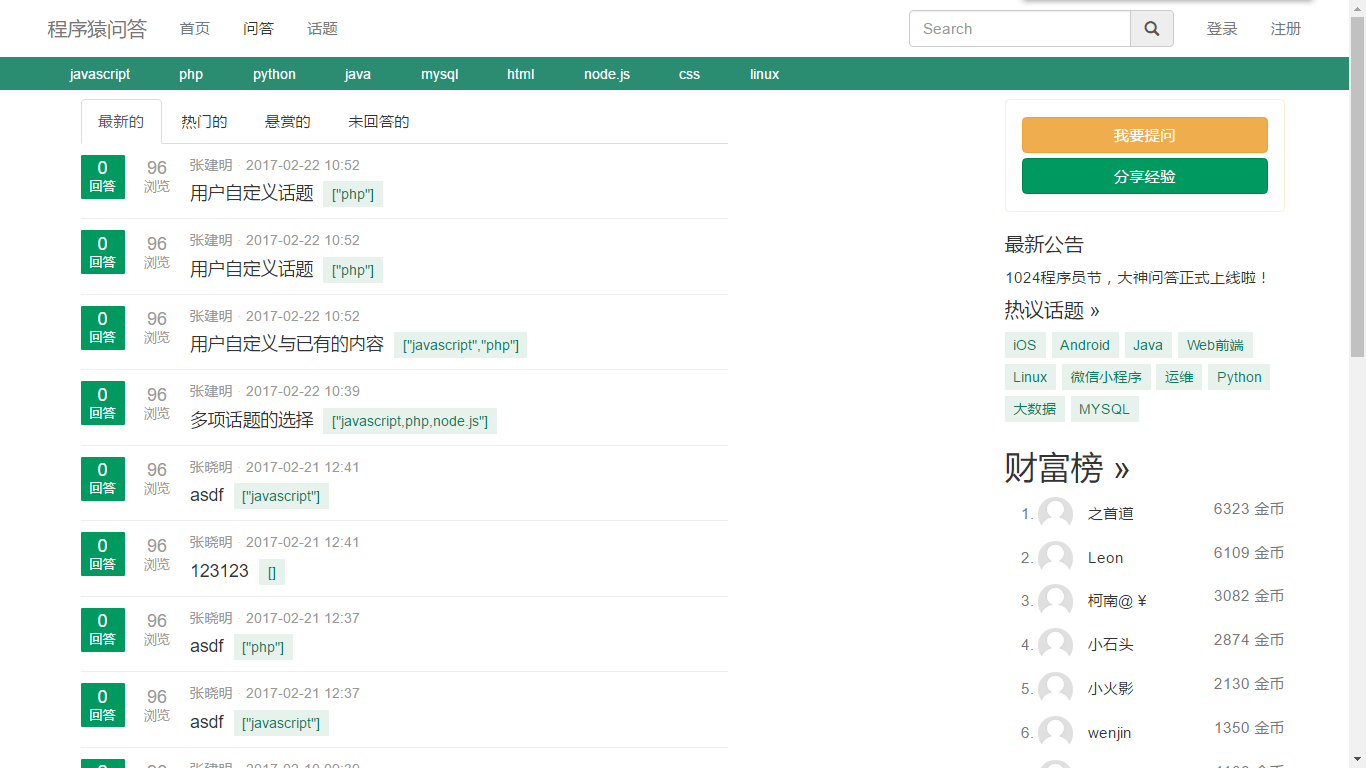 程序猿问答 首页 问答 话题 Search 登录 注册
javascript php python java mysql html node.js css linux
最新的 热门的 悬赏的 未回答的
0 回答 96 浏览 张建明 · 2017-02-22 10:52
用户自定义话题 ["php"]
0 回答 96 浏览 张建明 · 2017-02-22 10:52
用户自定义话题 ["php"]
0 回答 96 浏览 张建明 · 2017-02-22 10:52
用户自定义与已有的内容 ["javascript","php"]
0 回答 96 浏览 张建明 · 2017-02-22 10:39
多项话题的选择 ["javascript,php,node.js"]
0 回答 96 浏览 张晓明 · 2017-02-21 12:41
asdf ["javascript"]
0 回答 96 浏览 张晓明 · 2017-02-21 12:41
123123 []
0 回答 96 浏览 张晓明 · 2017-02-21 12:37
asdf ["php"]
0 回答 96 浏览 张晓明 · 2017-02-21 12:37
asdf ["javascript"]
我要提问
分享经验
最新公告
1024程序员节，大神问答正式上线啦！
热议话题 »
iOS Android Java Web前端
Linux 微信小程序 运维 Python
大数据 MYSQL
财富榜 »
1. 之首道 6323 金币
2. Leon 6109 金币
3. 柯南@ ¥ 3082 金币
4. 小石头 2874 金币
5. 小火影 2130 金币
6. wenjin 1350 金币